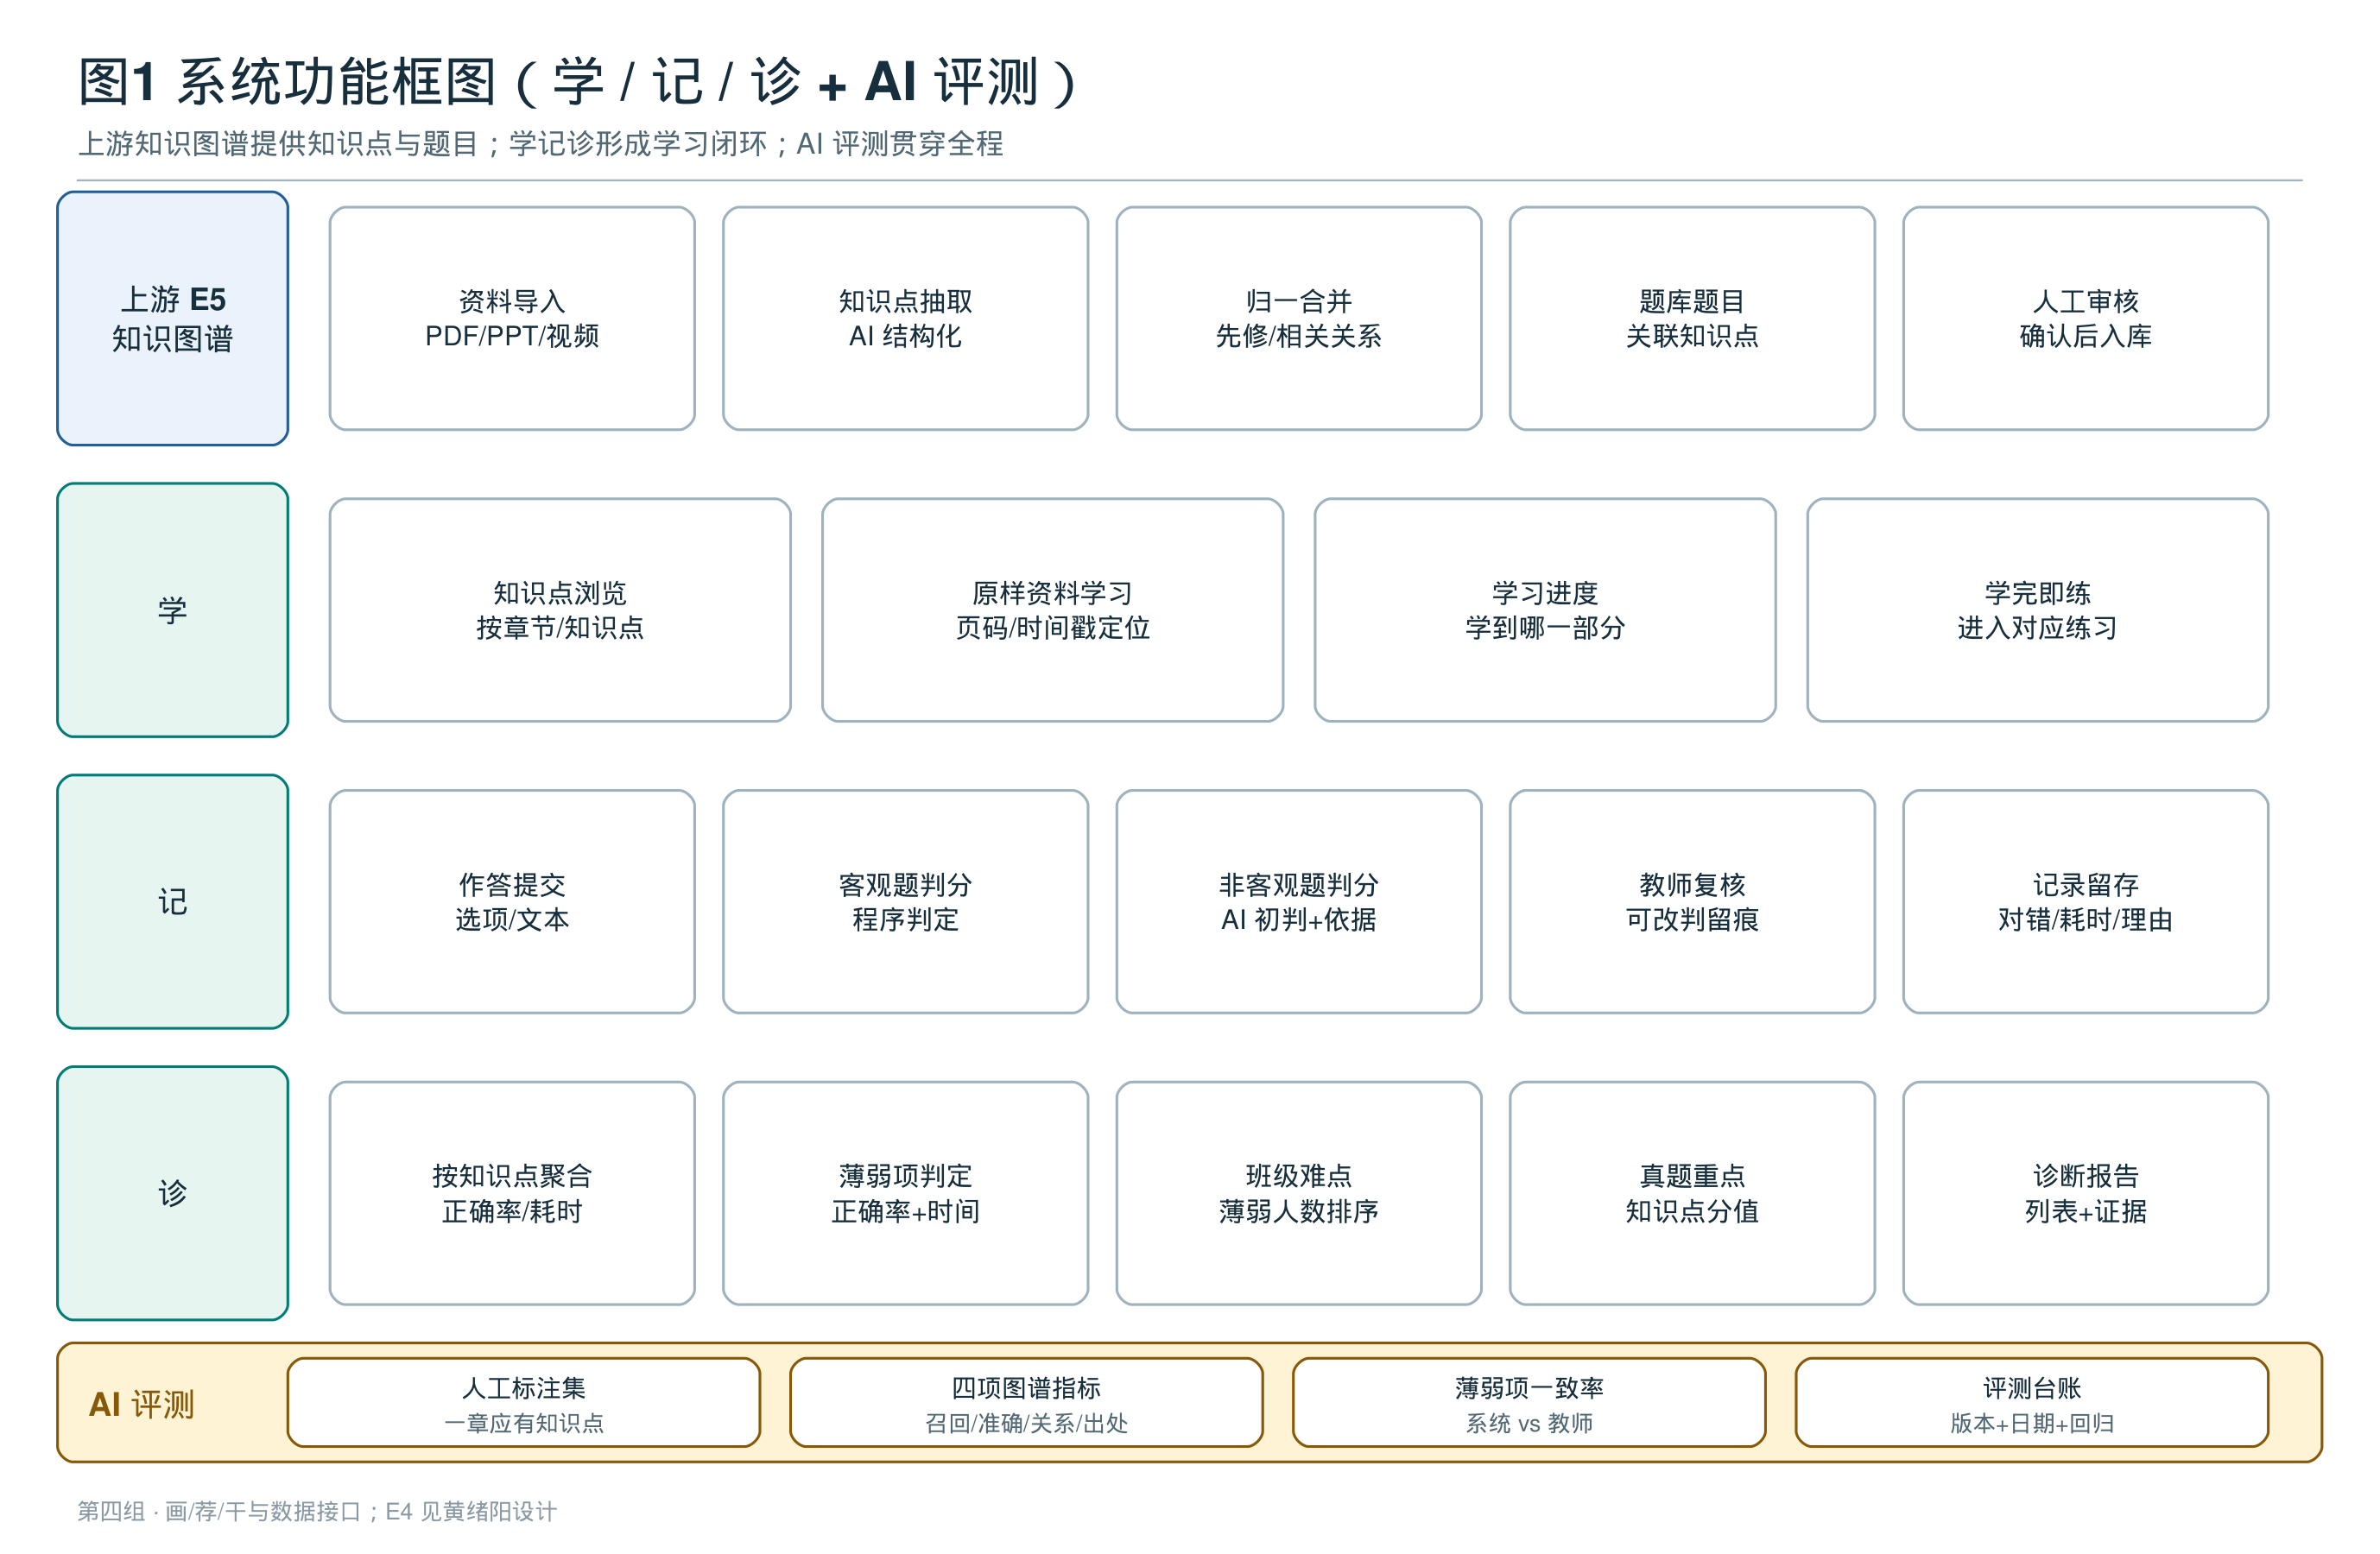 图1 系统功能框图（学 / 记 / 诊 + AI 评测）
上游知识图谱提供知识点与题目；学记诊形成学习闭环；AI 评测贯穿全程
上游 E5
知识图谱
资料导入
PDF/PPT/视频
知识点抽取
AI 结构化
归一合并
先修/相关关系
题库题目
关联知识点
人工审核
确认后入库
学
知识点浏览
按章节/知识点
原样资料学习
页码/时间戳定位
学习进度
学到哪一部分
学完即练
进入对应练习
记
作答提交
选项/文本
客观题判分
程序判定
非客观题判分
AI 初判+依据
教师复核
可改判留痕
记录留存
对错/耗时/理由
诊
按知识点聚合
正确率/耗时
薄弱项判定
正确率+时间
班级难点
薄弱人数排序
真题重点
知识点分值
诊断报告
列表+证据
AI 评测
人工标注集
一章应有知识点
四项图谱指标
召回/准确/关系/出处
薄弱项一致率
系统 vs 教师
评测台账
版本+日期+回归
第四组 · 画/荐/干与数据接口；E4 见黄绪阳设计